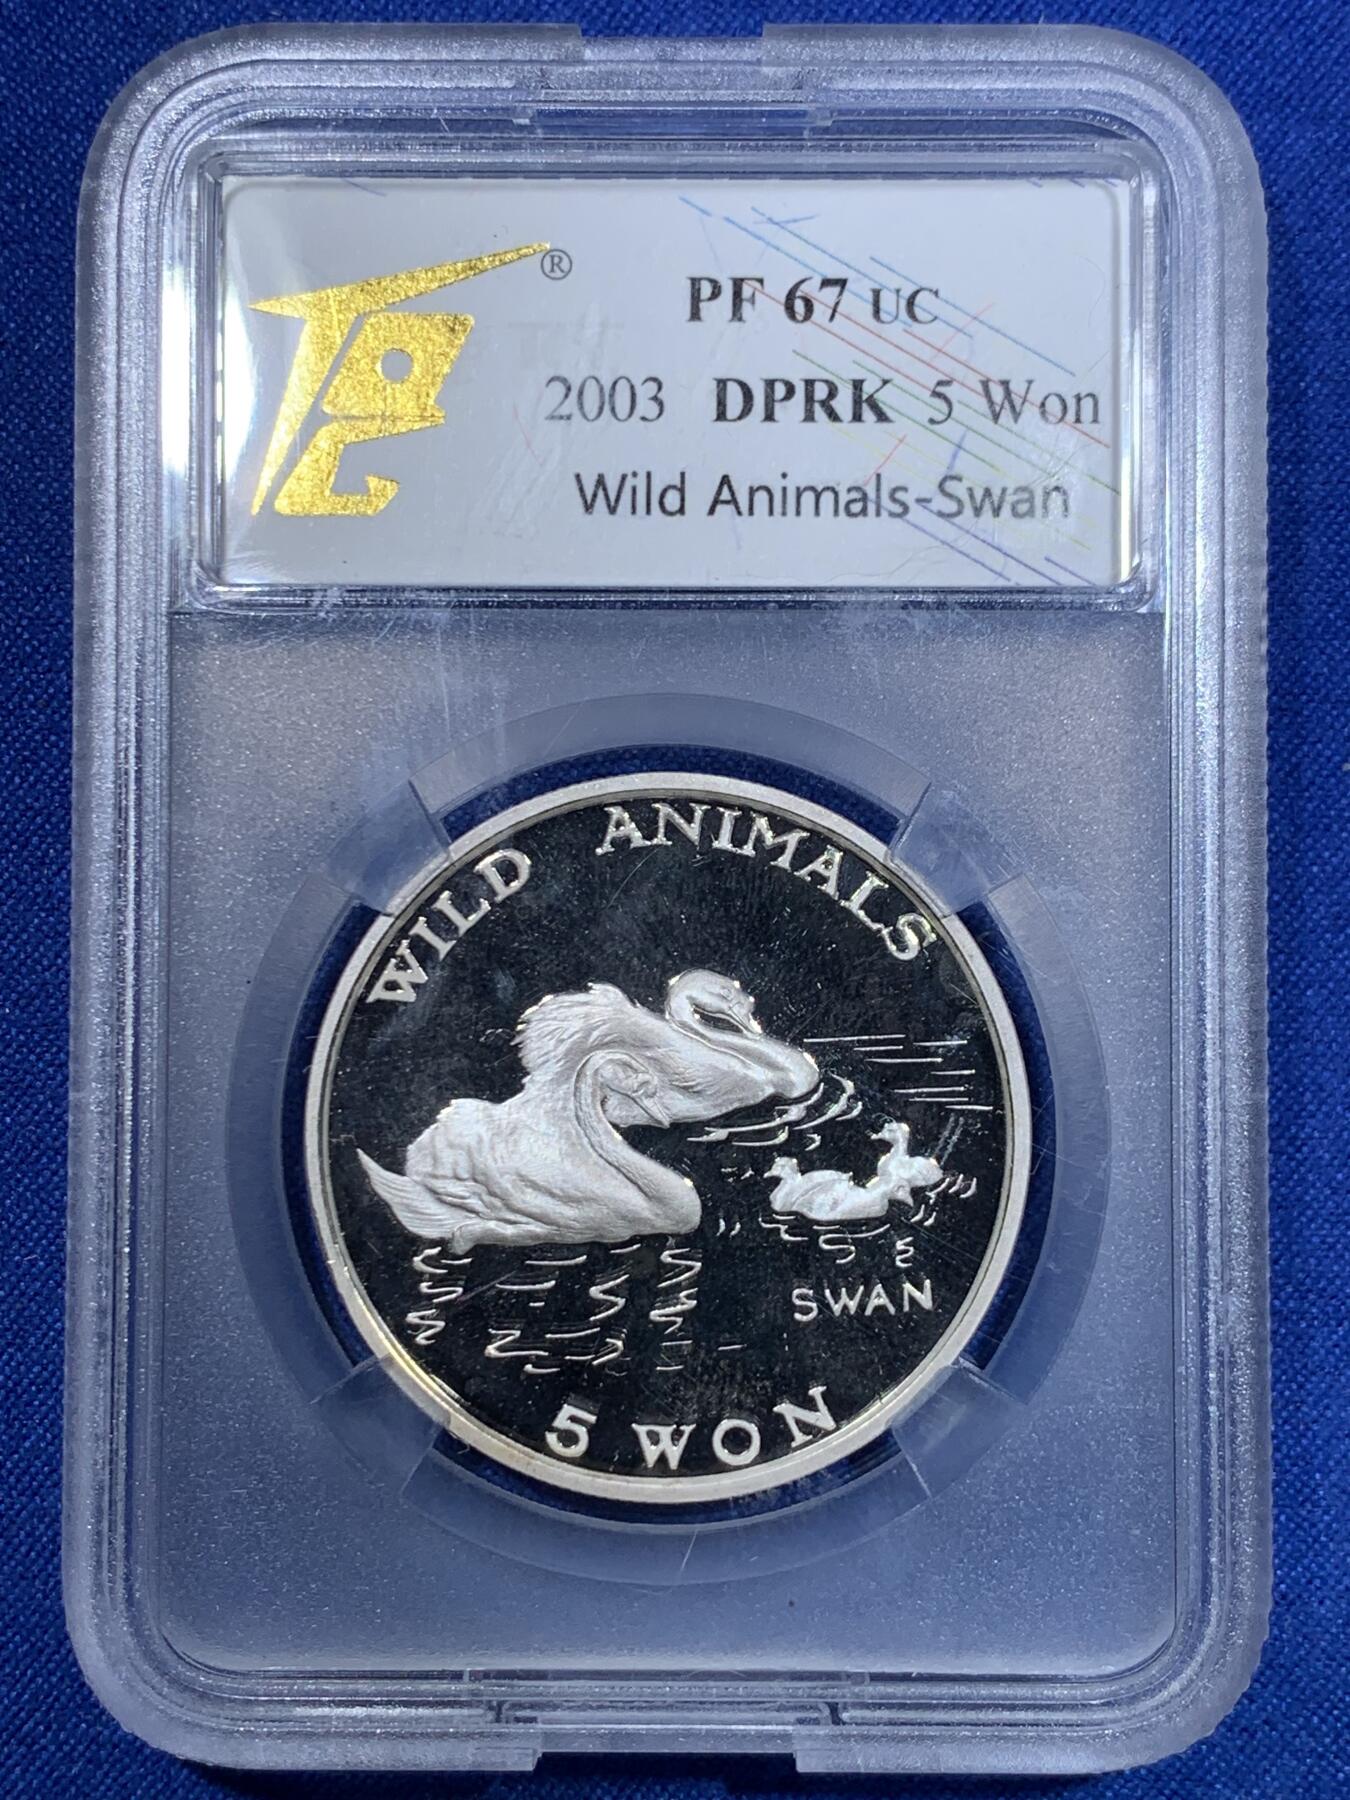 ®
PF 67 UC
2003 DPRK 5 Won
Wild Animals-Swan
WILD ANIMALS
SWAN
5 WON